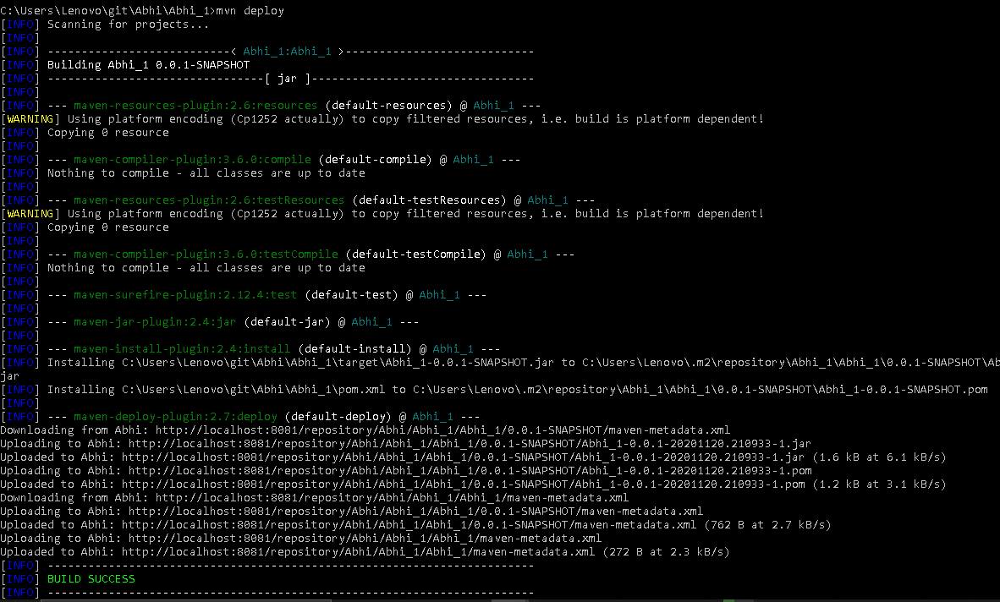 C:\Users\Lenovo\git\Abhi\Abhi_1>mvn deploy
[INFO] Scanning for projects...
[INFO]
[INFO] ---------------------------< Abhi_1:Abhi_1 >----------------------------
[INFO] Building Abhi_1 0.0.1-SNAPSHOT
[INFO] --------------------------------[ jar ]---------------------------------
[INFO]
[INFO] --- maven-resources-plugin:2.6:resources (default-resources) @ Abhi_1 ---
[WARNING] Using platform encoding (Cp1252 actually) to copy filtered resources, i.e. build is platform dependent!
[INFO] Copying 0 resource
[INFO]
[INFO] --- maven-compiler-plugin:3.6.0:compile (default-compile) @ Abhi_1 ---
[INFO] Nothing to compile - all classes are up to date
[INFO]
[INFO] --- maven-resources-plugin:2.6:testResources (default-testResources) @ Abhi_1 ---
[WARNING] Using platform encoding (Cp1252 actually) to copy filtered resources, i.e. build is platform dependent!
[INFO] Copying 0 resource
[INFO]
[INFO] --- maven-compiler-plugin:3.6.0:testCompile (default-testCompile) @ Abhi_1 ---
[INFO] Nothing to compile - all classes are up to date
[INFO]
[INFO] --- maven-surefire-plugin:2.12.4:test (default-test) @ Abhi_1 ---
[INFO]
[INFO] --- maven-jar-plugin:2.4:jar (default-jar) @ Abhi_1 ---
[INFO]
[INFO] --- maven-install-plugin:2.4:install (default-install) @ Abhi_1 ---
[INFO] Installing C:\Users\Lenovo\git\Abhi\Abhi_1\target\Abhi_1-0.0.1-SNAPSHOT.jar to C:\Users\Lenovo\.m2\repository\Abhi_1\Abhi_1\0.0.1-SNAPSHOT\Ab
jar
[INFO] Installing C:\Users\Lenovo\git\Abhi\Abhi_1\pom.xml to C:\Users\Lenovo\.m2\repository\Abhi_1\Abhi_1\0.0.1-SNAPSHOT\Abhi_1-0.0.1-SNAPSHOT.pom
[INFO]
[INFO] --- maven-deploy-plugin:2.7:deploy (default-deploy) @ Abhi_1 ---
Downloading from Abhi: http://localhost:8081/repository/Abhi/Abhi_1/Abhi_1/0.0.1-SNAPSHOT/maven-metadata.xml
Uploading to Abhi: http://localhost:8081/repository/Abhi/Abhi_1/Abhi_1/0.0.1-SNAPSHOT/Abhi_1-0.0.1-20201120.210933-1.jar
Uploaded to Abhi: http://localhost:8081/repository/Abhi/Abhi_1/Abhi_1/0.0.1-SNAPSHOT/Abhi_1-0.0.1-20201120.210933-1.jar (1.6 kB at 6.1 kB/s)
Uploading to Abhi: http://localhost:8081/repository/Abhi/Abhi_1/Abhi_1/0.0.1-SNAPSHOT/Abhi_1-0.0.1-20201120.210933-1.pom
Uploaded to Abhi: http://localhost:8081/repository/Abhi/Abhi_1/Abhi_1/0.0.1-SNAPSHOT/Abhi_1-0.0.1-20201120.210933-1.pom (1.2 kB at 3.1 kB/s)
Downloading from Abhi: http://localhost:8081/repository/Abhi/Abhi_1/Abhi_1/maven-metadata.xml
Uploading to Abhi: http://localhost:8081/repository/Abhi/Abhi_1/Abhi_1/0.0.1-SNAPSHOT/maven-metadata.xml
Uploaded to Abhi: http://localhost:8081/repository/Abhi/Abhi_1/Abhi_1/0.0.1-SNAPSHOT/maven-metadata.xml (762 B at 2.7 kB/s)
Uploading to Abhi: http://localhost:8081/repository/Abhi/Abhi_1/Abhi_1/maven-metadata.xml
Uploaded to Abhi: http://localhost:8081/repository/Abhi/Abhi_1/Abhi_1/maven-metadata.xml (272 B at 2.3 kB/s)
[INFO] ------------------------------------------------------------------------
[INFO] BUILD SUCCESS
[INFO] ------------------------------------------------------------------------